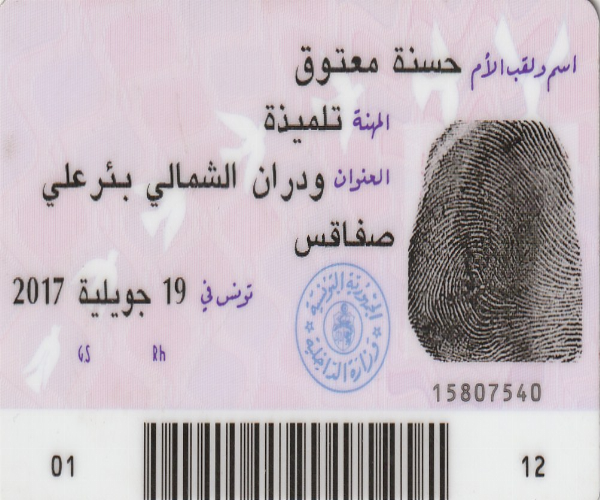 اسم ولقب الأم حسنة معتوق
المهنة تلميذة
العنوان ودران الشمالي بئرعلي
صفاقس
تونس في 19 جويلية 2017
GS Rh
الجمهورية التونسية
وزارة الداخلية
15807540
01 12